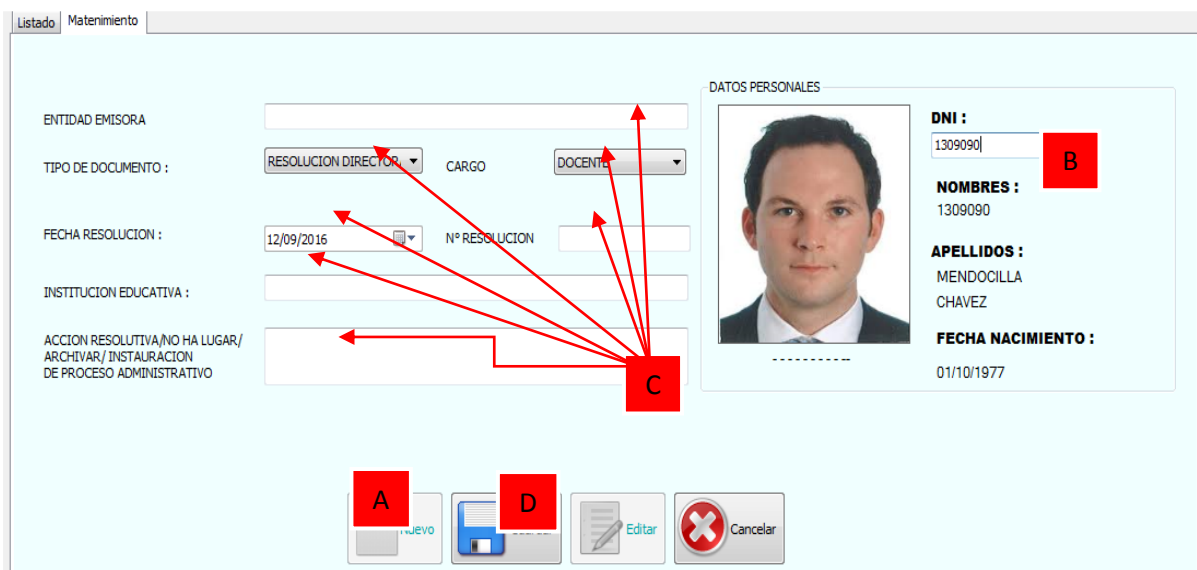 Listado Matenimiento
DATOS PERSONALES
ENTIDAD EMISORA
DNI :
1309090
B
TIPO DE DOCUMENTO :
RESOLUCION DIRECTOR
CARGO
DOCENTE
NOMBRES :
1309090
FECHA RESOLUCION :
12/09/2016
Nº RESOLUCION
APELLIDOS :
MENDOCILLA
CHAVEZ
INSTITUCION EDUCATIVA :
ACCION RESOLUTIVA/NO HA LUGAR/
ARCHIVAR/ INSTAURACION
DE PROCESO ADMINISTRATIVO
FECHA NACIMIENTO :
01/10/1977
C
A
D
Nuevo
Editar
Cancelar